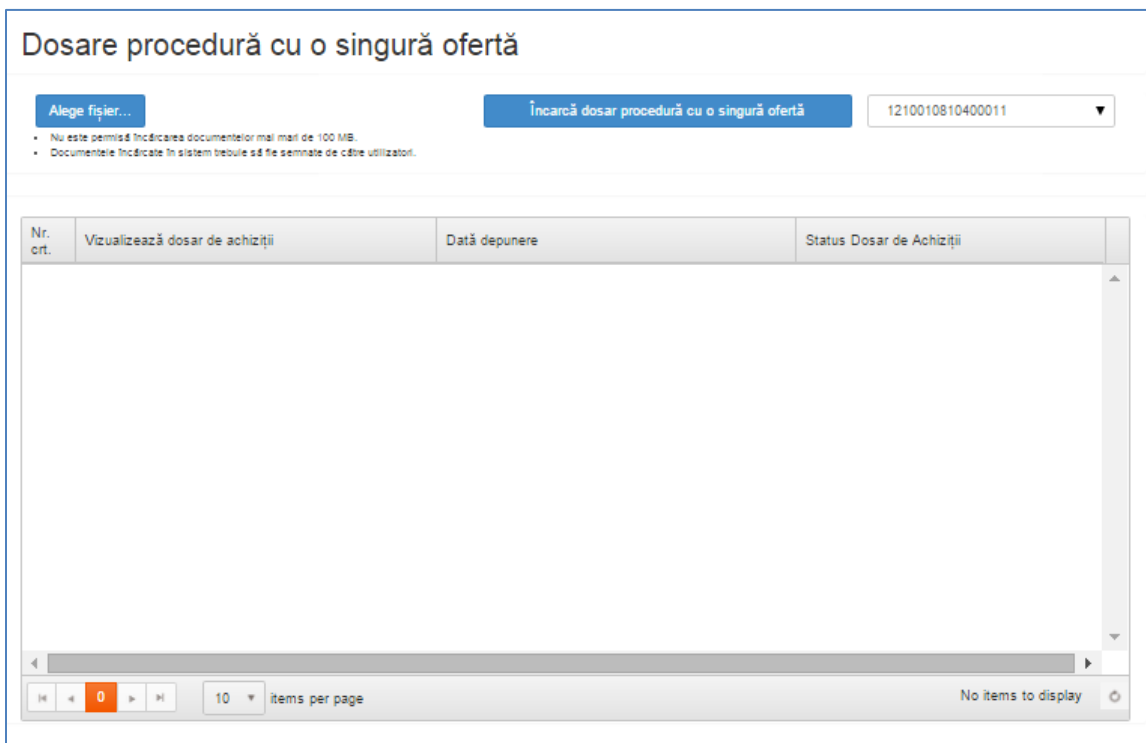 Dosare procedură cu o singură ofertă
Alege fișier...
Încarcă dosar procedură cu o singură ofertă
1210010810400011
Nu este permisă încărcarea documentelor mai mari de 100 MB.
Documentele încărcate în sistem trebuie să fie semnate de către utilizatori.
Nr. crt.
Vizualizează dosar de achiziții
Dată depunere
Status Dosar de Achiziții
0
10
items per page
No items to display